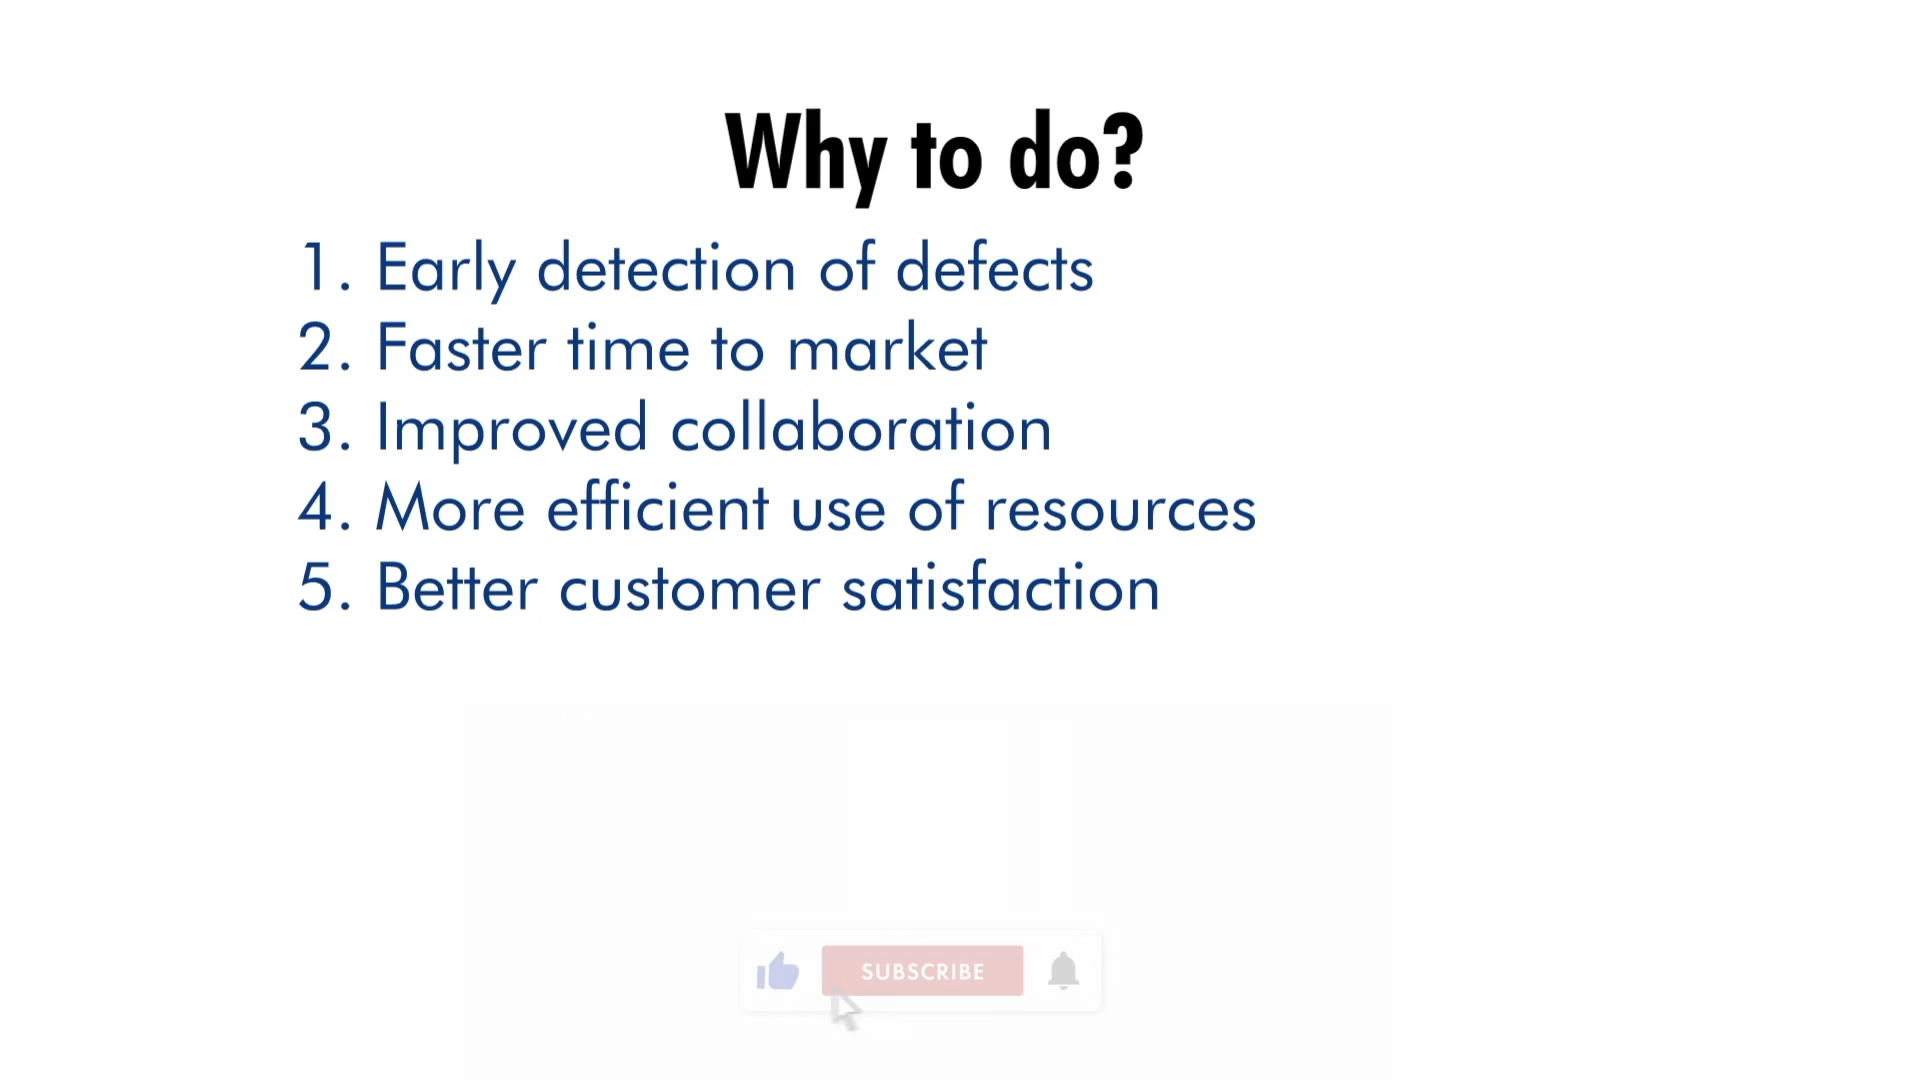 Why to do?
1. Early detection of defects
2. Faster time to market
3. Improved collaboration
4. More efficient use of resources
5. Better customer satisfaction
SUBSCRIBE